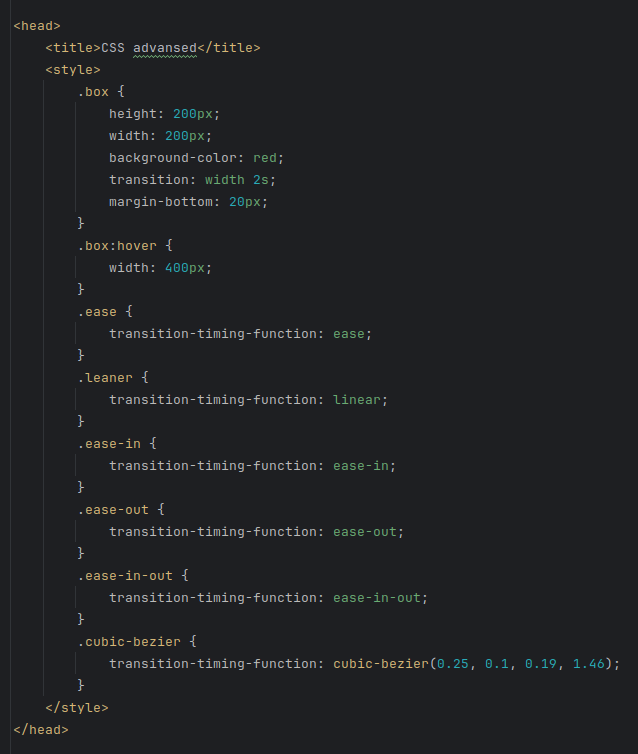 <head>
    <title>CSS advansed</title>
    <style>
        .box {
            height: 200px;
            width: 200px;
            background-color: red;
            transition: width 2s;
            margin-bottom: 20px;
        }
        .box:hover {
            width: 400px;
        }
        .ease {
            transition-timing-function: ease;
        }
        .leaner {
            transition-timing-function: linear;
        }
        .ease-in {
            transition-timing-function: ease-in;
        }
        .ease-out {
            transition-timing-function: ease-out;
        }
        .ease-in-out {
            transition-timing-function: ease-in-out;
        }
        .cubic-bezier {
            transition-timing-function: cubic-bezier(0.25, 0.1, 0.19, 1.46);
        }
    </style>
</head>